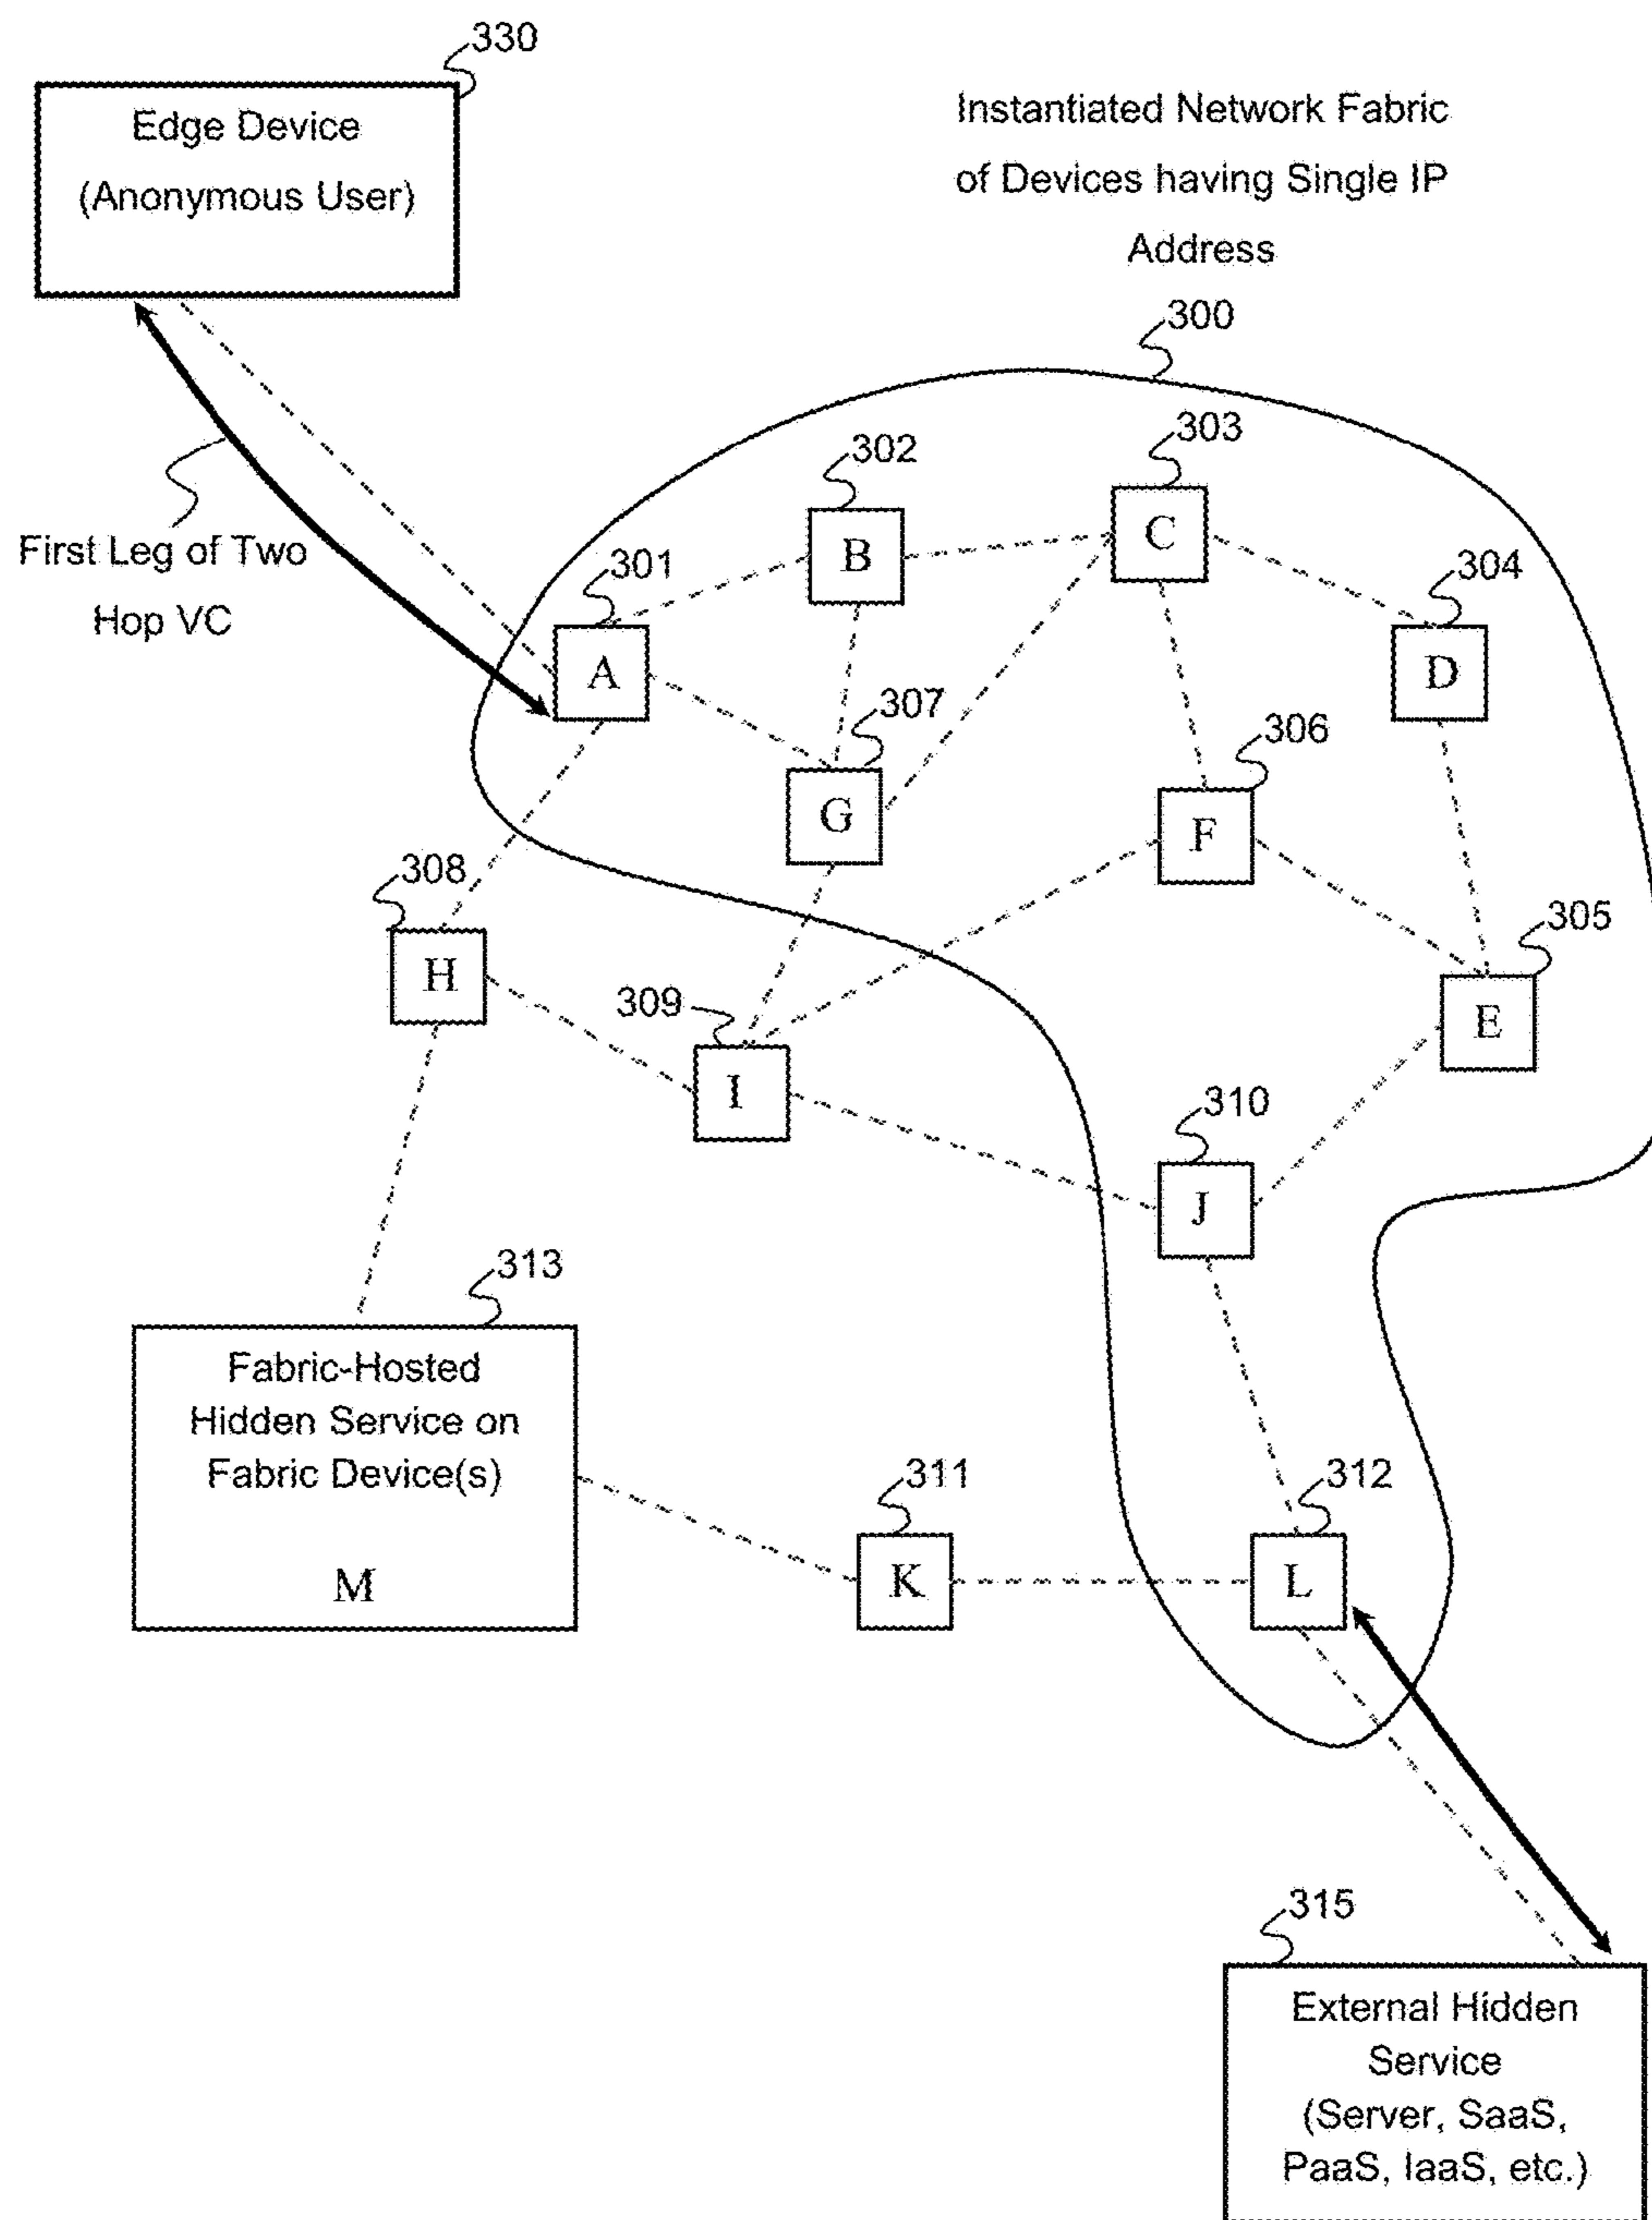 330
Edge Device
(Anonymous User)
Instantiated Network Fabric
of Devices having Single IP
Address
300
303
302
C
First Leg of Two
Hop VC
301
B
304
A
D
307
306
G
F
308
305
H
309
E
I
310
J
313
Fabric-Hosted
Hidden Service on
Fabric Device(s)
M
311
K
312
L
315
External Hidden
Service
(Server, SaaS,
PaaS, IaaS, etc.)